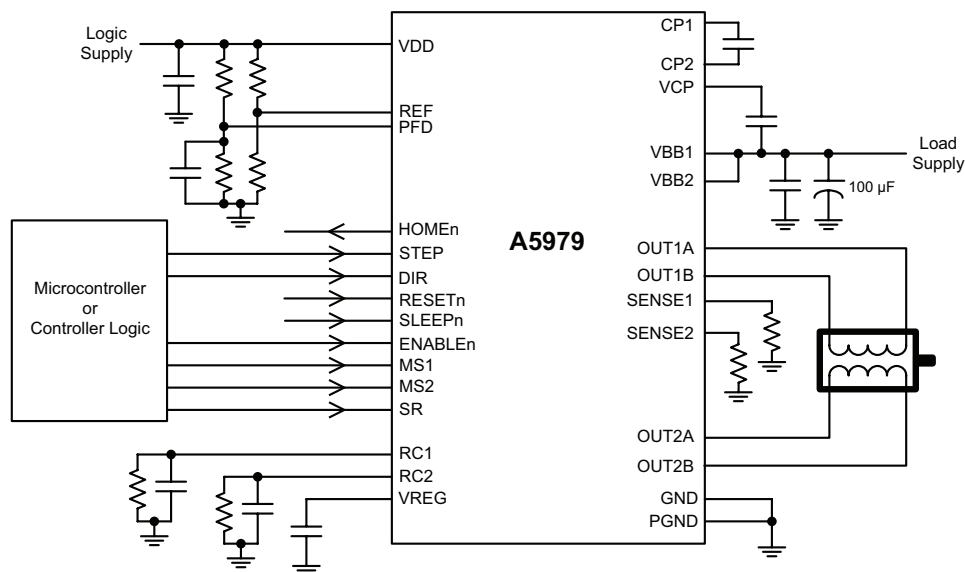 Logic
Supply
VDD
REF
PFD
HOMEn
STEP
DIR
RESETn
SLEEPn
ENABLEn
MS1
MS2
SR
RC1
RC2
VREG
Microcontroller
or
Controller Logic
A5979
CP1
CP2
VCP
VBB1
VBB2
Load
Supply
100 µF
OUT1A
OUT1B
SENSE1
SENSE2
OUT2A
OUT2B
GND
PGND